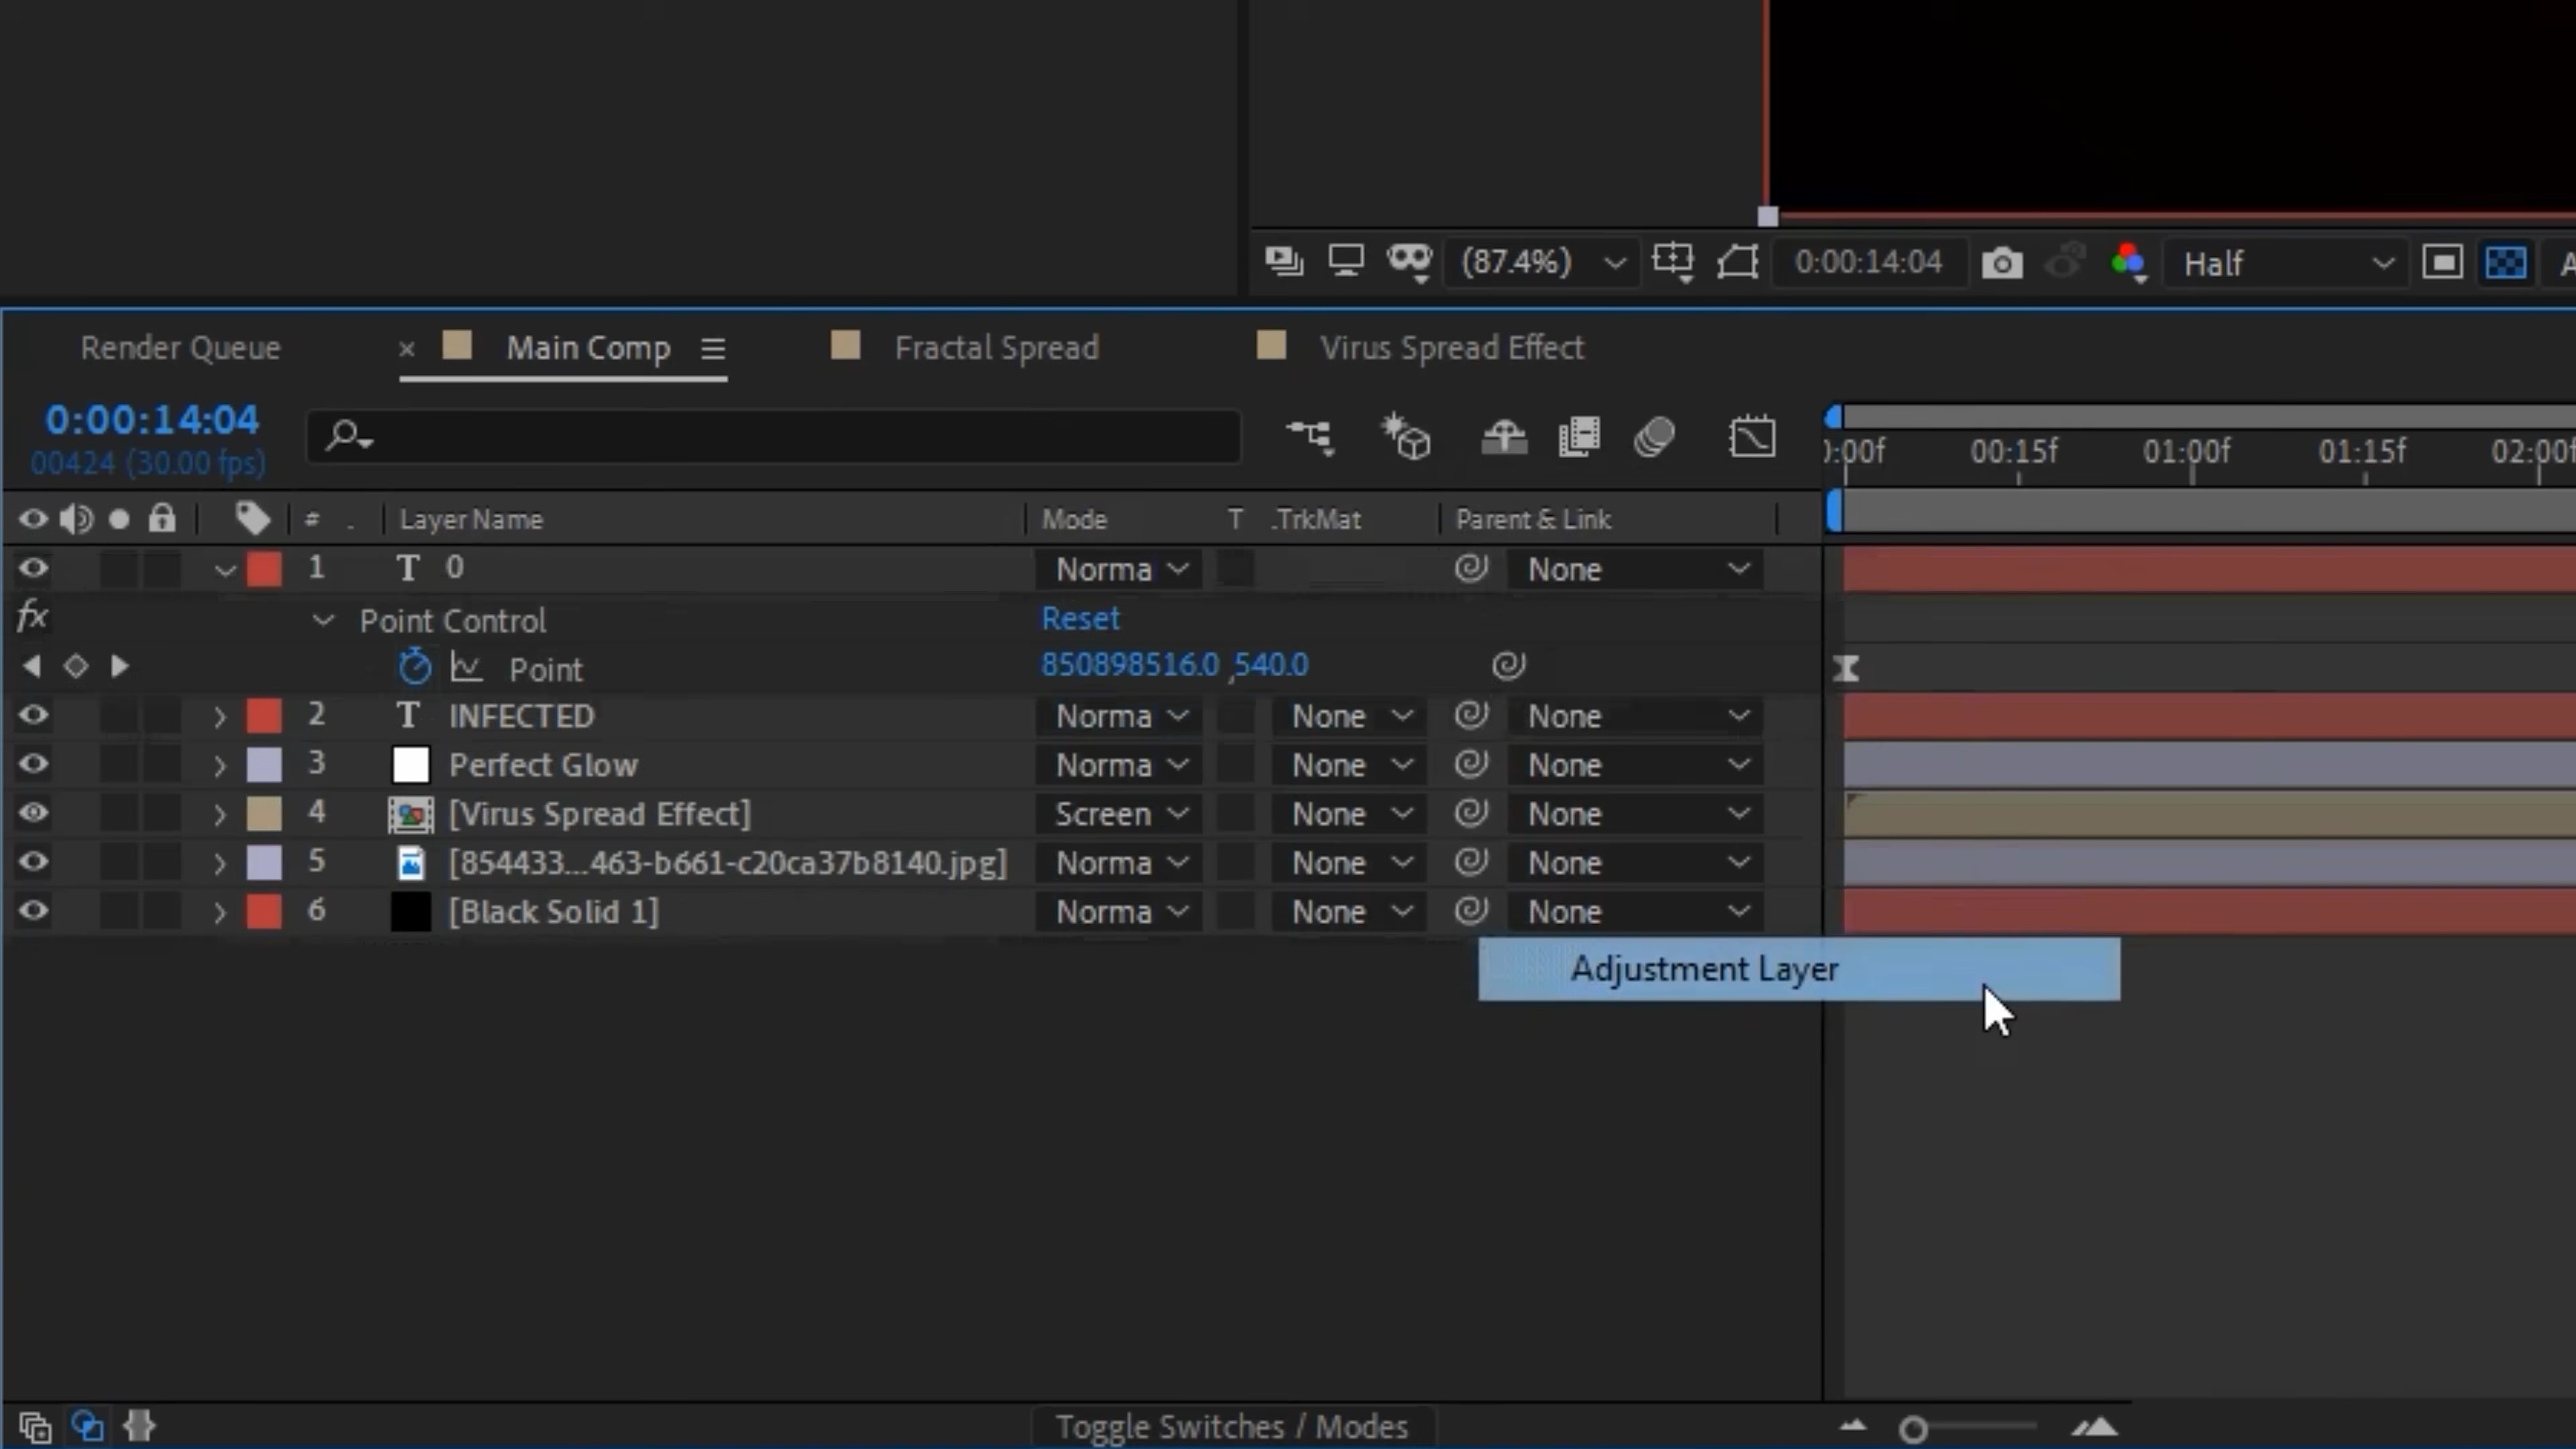 (87.4%) 0:00:14:04 Half A
Render Queue × Main Comp Fractal Spread Virus Spread Effect
0:00:14:04
00424 (30.00 fps)
):00f 00:15f 01:00f 01:15f 02:00f
# . Layer Name Mode T .TrkMat Parent & Link
1 T 0 Norma None
fx Point Control Reset
Point 850898516.0 ,540.0
2 T INFECTED Norma None None
3 Perfect Glow Norma None None
4 [Virus Spread Effect] Screen None None
5 [854433...463-b661-c20ca37b8140.jpg] Norma None None
6 [Black Solid 1] Norma None None
Adjustment Layer
Toggle Switches / Modes